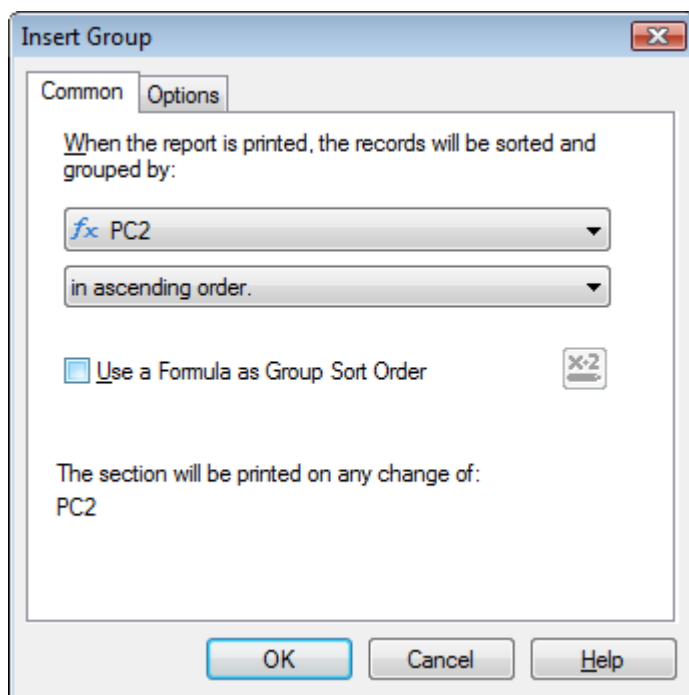 Insert Group
Common Options
When the report is printed, the records will be sorted and
grouped by:
fx PC2
in ascending order.
Use a Formula as Group Sort Order
x+2
The section will be printed on any change of:
PC2
OK Cancel Help